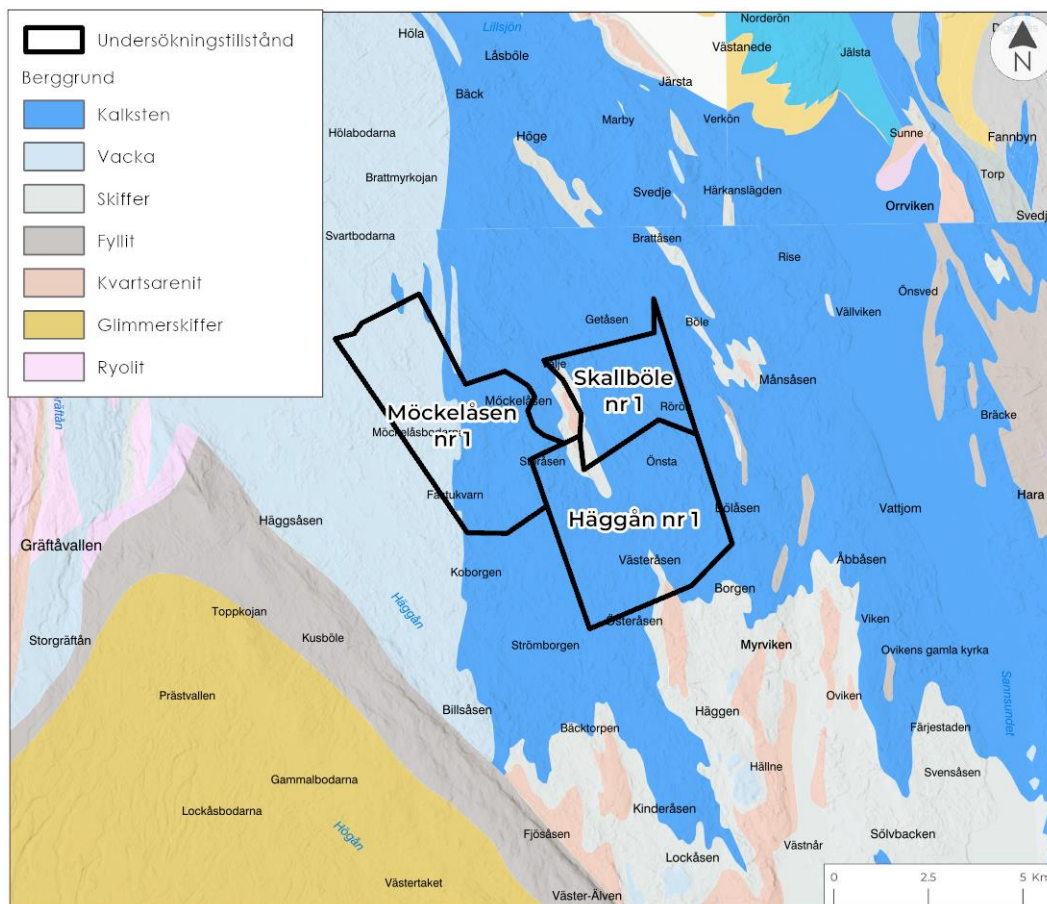 Undersökningstillstånd
Berggrund
Kalksten
Vacka
Skiffer
Fyllit
Kvartsarenit
Glimmerskiffer
Ryolit
N
Lillsjön
Norderön
Höla
Låsböle
Västanede
Jälsta
Järsta
Bäck
Hölabodarna
Höge
Marby
Verkön
Sunne
Fannbyn
Brattmyrkojan
Svedje
Härkanslägden
Torp
Orrviken
Svedje
Svartbodarna
Brattåsen
Rise
Önsved
Getåsen
Böle
Vällviken
Skallböle
nr 1
Månsåsen
Möckelåsen
Rörön
Möckelåsen
nr 1
Bräcke
Storåsen
Önsta
Hara
Häggsåsen
Häggån nr 1
Vattjom
Gräftåvallen
Västeråsen
Åbbåsen
Koborgen
Borgen
Toppkojan
Häggån
Viken
Storgräftån
Kusböle
Österåsen
Strömborgen
Myrviken
Ovikens gamla kyrka
Prästvallen
Oviken
Sannsundet
Billsåsen
Häggen
Bäcktorpen
Färjestaden
Gammalbodarna
Hällne
Svensåsen
Lockåsbodarna
Kinderåsen
Högån
Fjösåsen
Sölvbacken
Västnår
Lockåsen
Västertaket
Väster-Älven
0 2.5 5 Km